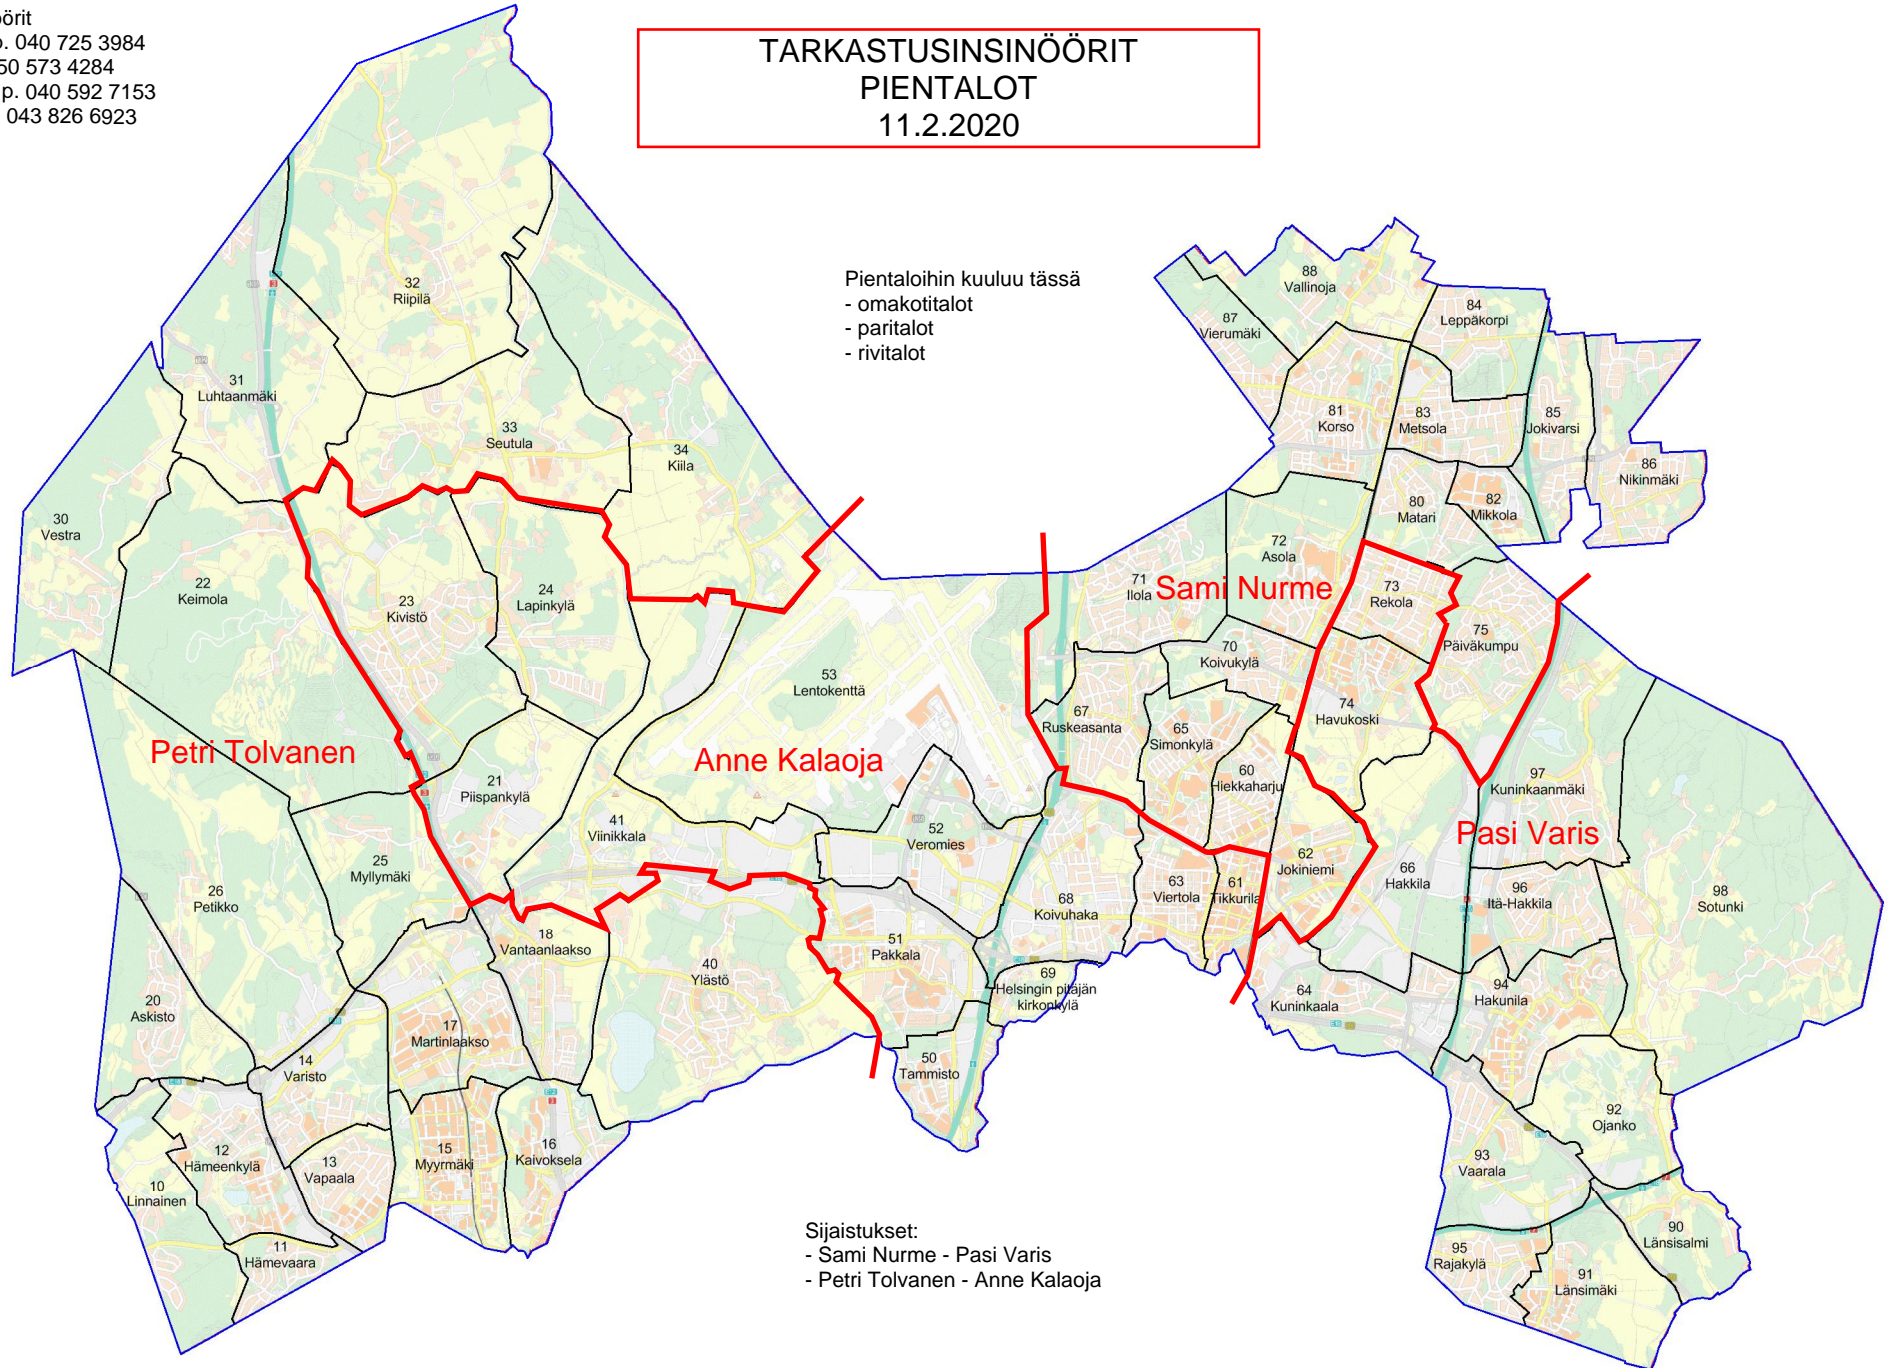 öörit
p. 040 725 3984
50 573 4284
p. 040 592 7153
043 826 6923
TARKASTUSINSINÖÖRIT
PIENTALOT
11.2.2020
Pientaloihin kuuluu tässä
- omakotitalot
- paritalot
- rivitalot
32
Riipilä
31
Luhtaanmäki
33
Seutula
34
Kiila
30
Vestra
22
Keimola
23
Kivistö
24
Lapinkylä
53
Lentokenttä
Petri Tolvanen
Anne Kalaoja
21
Piispankylä
41
Viinikkala
52
Veromies
25
Myllymäki
26
Petikko
18
Vantaanlaakso
40
Ylästö
51
Pakkala
20
Askisto
17
Martinlaakso
14
Varisto
50
Tammisto
12
Hämeenkylä
13
Vapaala
15
Myyrmäki
16
Kaivoksela
10
Linnainen
11
Hämevaara
88
Vallinoja
87
Vierumäki
84
Leppäkorpi
81
Korso
83
Metsola
85
Jokivarsi
86
Nikinmäki
80
Matari
82
Mikkola
72
Asola
71
Ilola
Sami Nurme
73
Rekola
75
Päiväkumpu
70
Koivukylä
74
Havukoski
67
Ruskeasanta
65
Simonkylä
60
Hiekkaharju
97
Kuninkaanmäki
Pasi Varis
62
Jokiniemi
66
Hakkila
63
Viertola
61
Tikkurila
68
Koivuhaka
96
Itä-Hakkila
98
Sotunki
69
Helsingin pitäjän
kirkonkylä
64
Kuninkaala
94
Hakunila
92
Ojanko
93
Vaarala
90
Länsisalmi
95
Rajakylä
91
Länsimäki
Sijaistukset:
- Sami Nurme - Pasi Varis
- Petri Tolvanen - Anne Kalaoja